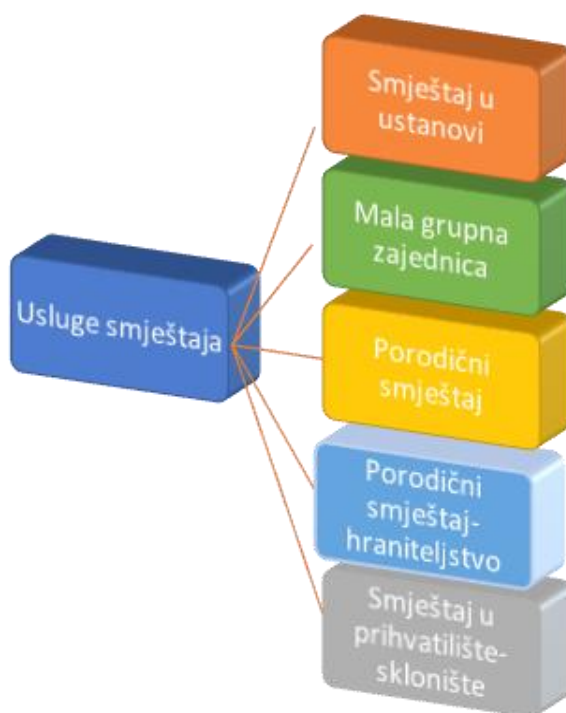 Usluge smještaja
Smještaj u
ustanovi
Mala grupna
zajednica
Porodični
smještaj
Porodični
smještaj-
hraniteljstvo
Smještaj u
prihvatilište-
sklonište